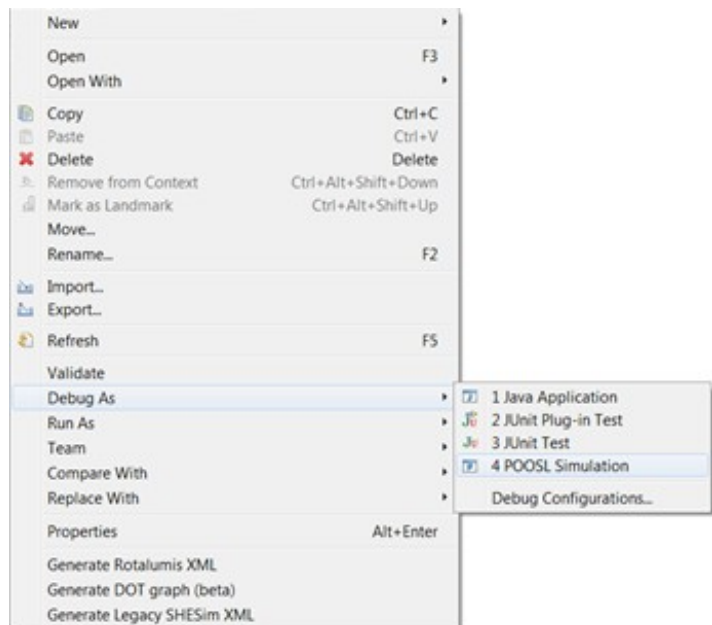 New
Open F3
Open With
Copy Ctrl+C
Paste Ctrl+V
Delete Delete
Remove from Context Ctrl+Alt+Shift+Down
Mark as Landmark Ctrl+Alt+Shift+Up
Move...
Rename... F2
Import...
Export...
Refresh F5
Validate
Debug As
Run As
Team
Compare With
Replace With
Properties Alt+Enter
Generate Rotalumis XML
Generate DOT graph (beta)
Generate Legacy SHESim XML
1 Java Application
2 JUnit Plug-in Test
3 JUnit Test
4 POOSL Simulation
Debug Configurations...